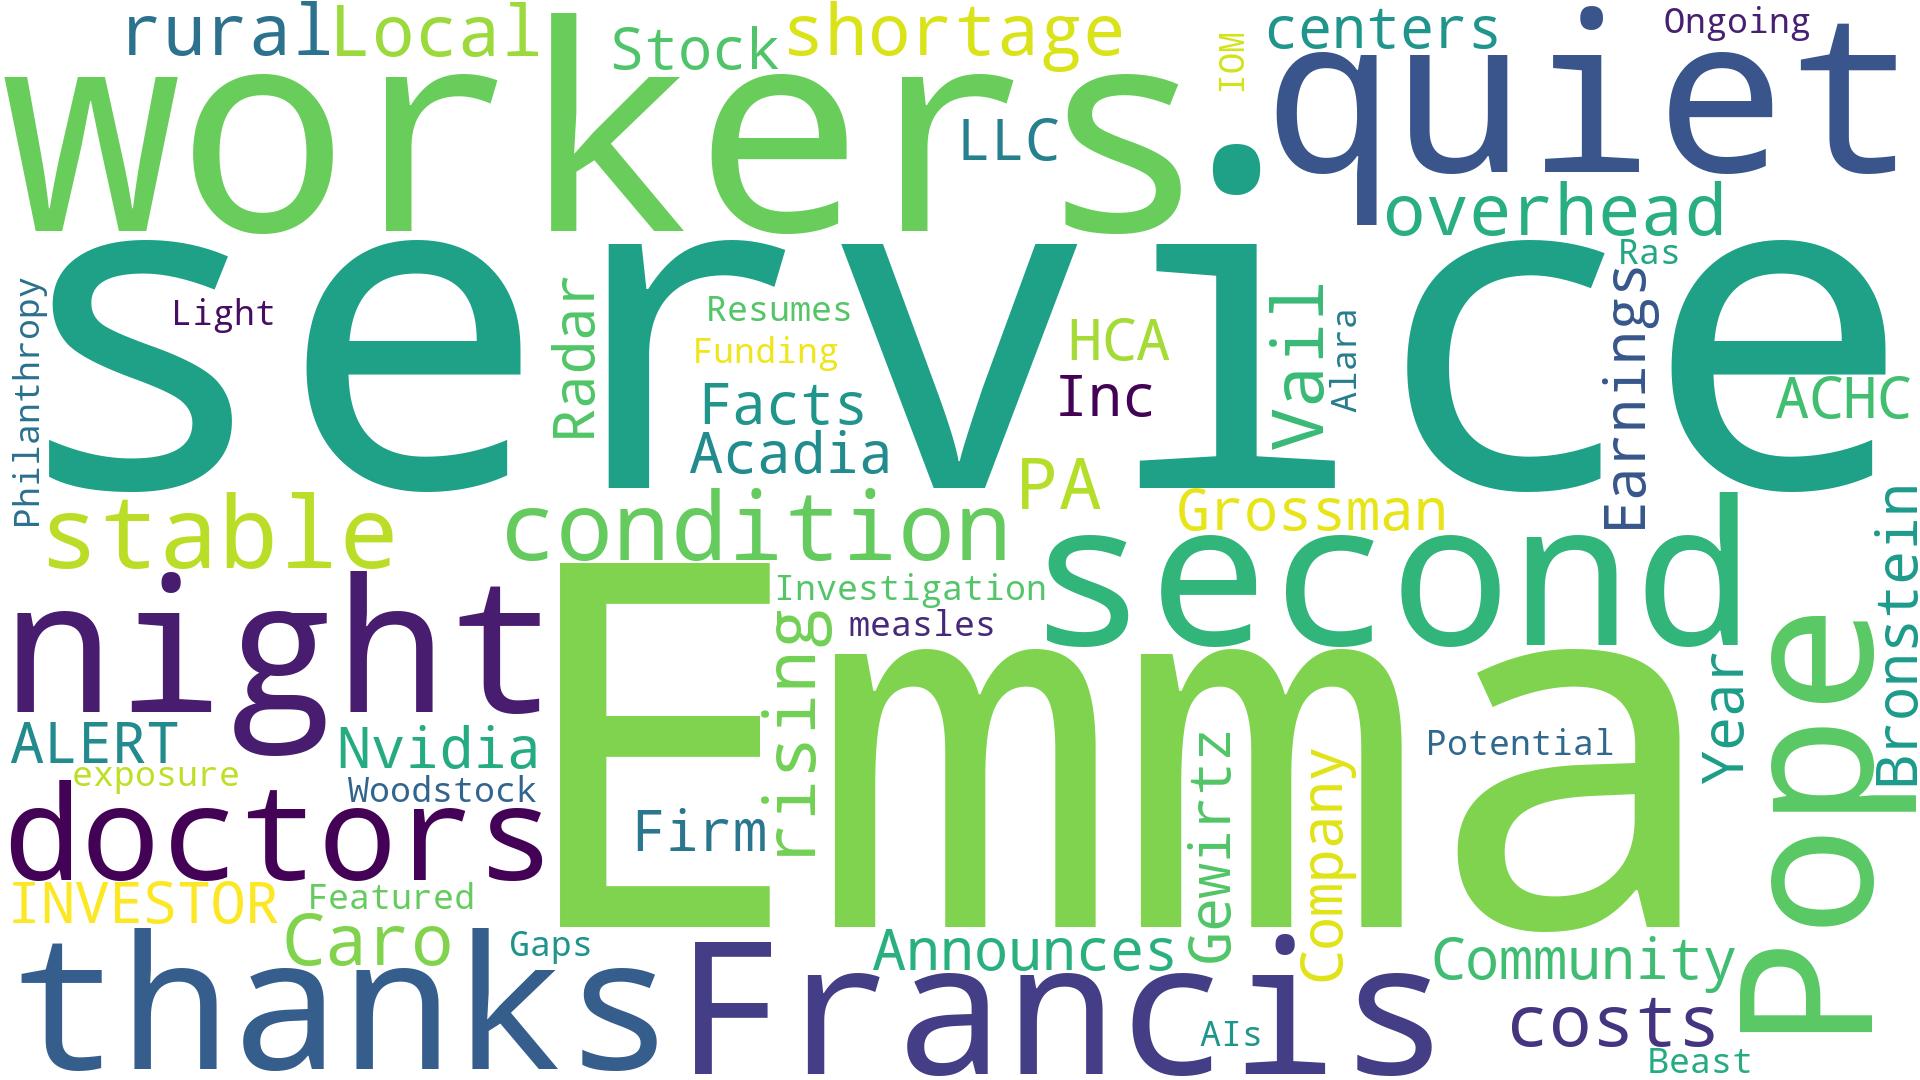 rural
Local
Stock
shortage
IOM
centers
Ongoing
workers
LLC
quiet
overhead
service
Ras
Philanthropy
Light
Radar
Resumes
Funding
Facts
Acadia
HCA
Inc
Vail
Alara
Earnings
ACHC
PA
stable
condition
Grossman
second
Bronstein
night
Emma
Investigation
measles
rising
Pope
Year
ALERT
Nvidia
exposure
Woodstock
doctors
Firm
Gewirtz
Company
Potential
INVESTOR
Featured
Caro
Gaps
thanks
Francis
Announces
AIs
Community
costs
Beast